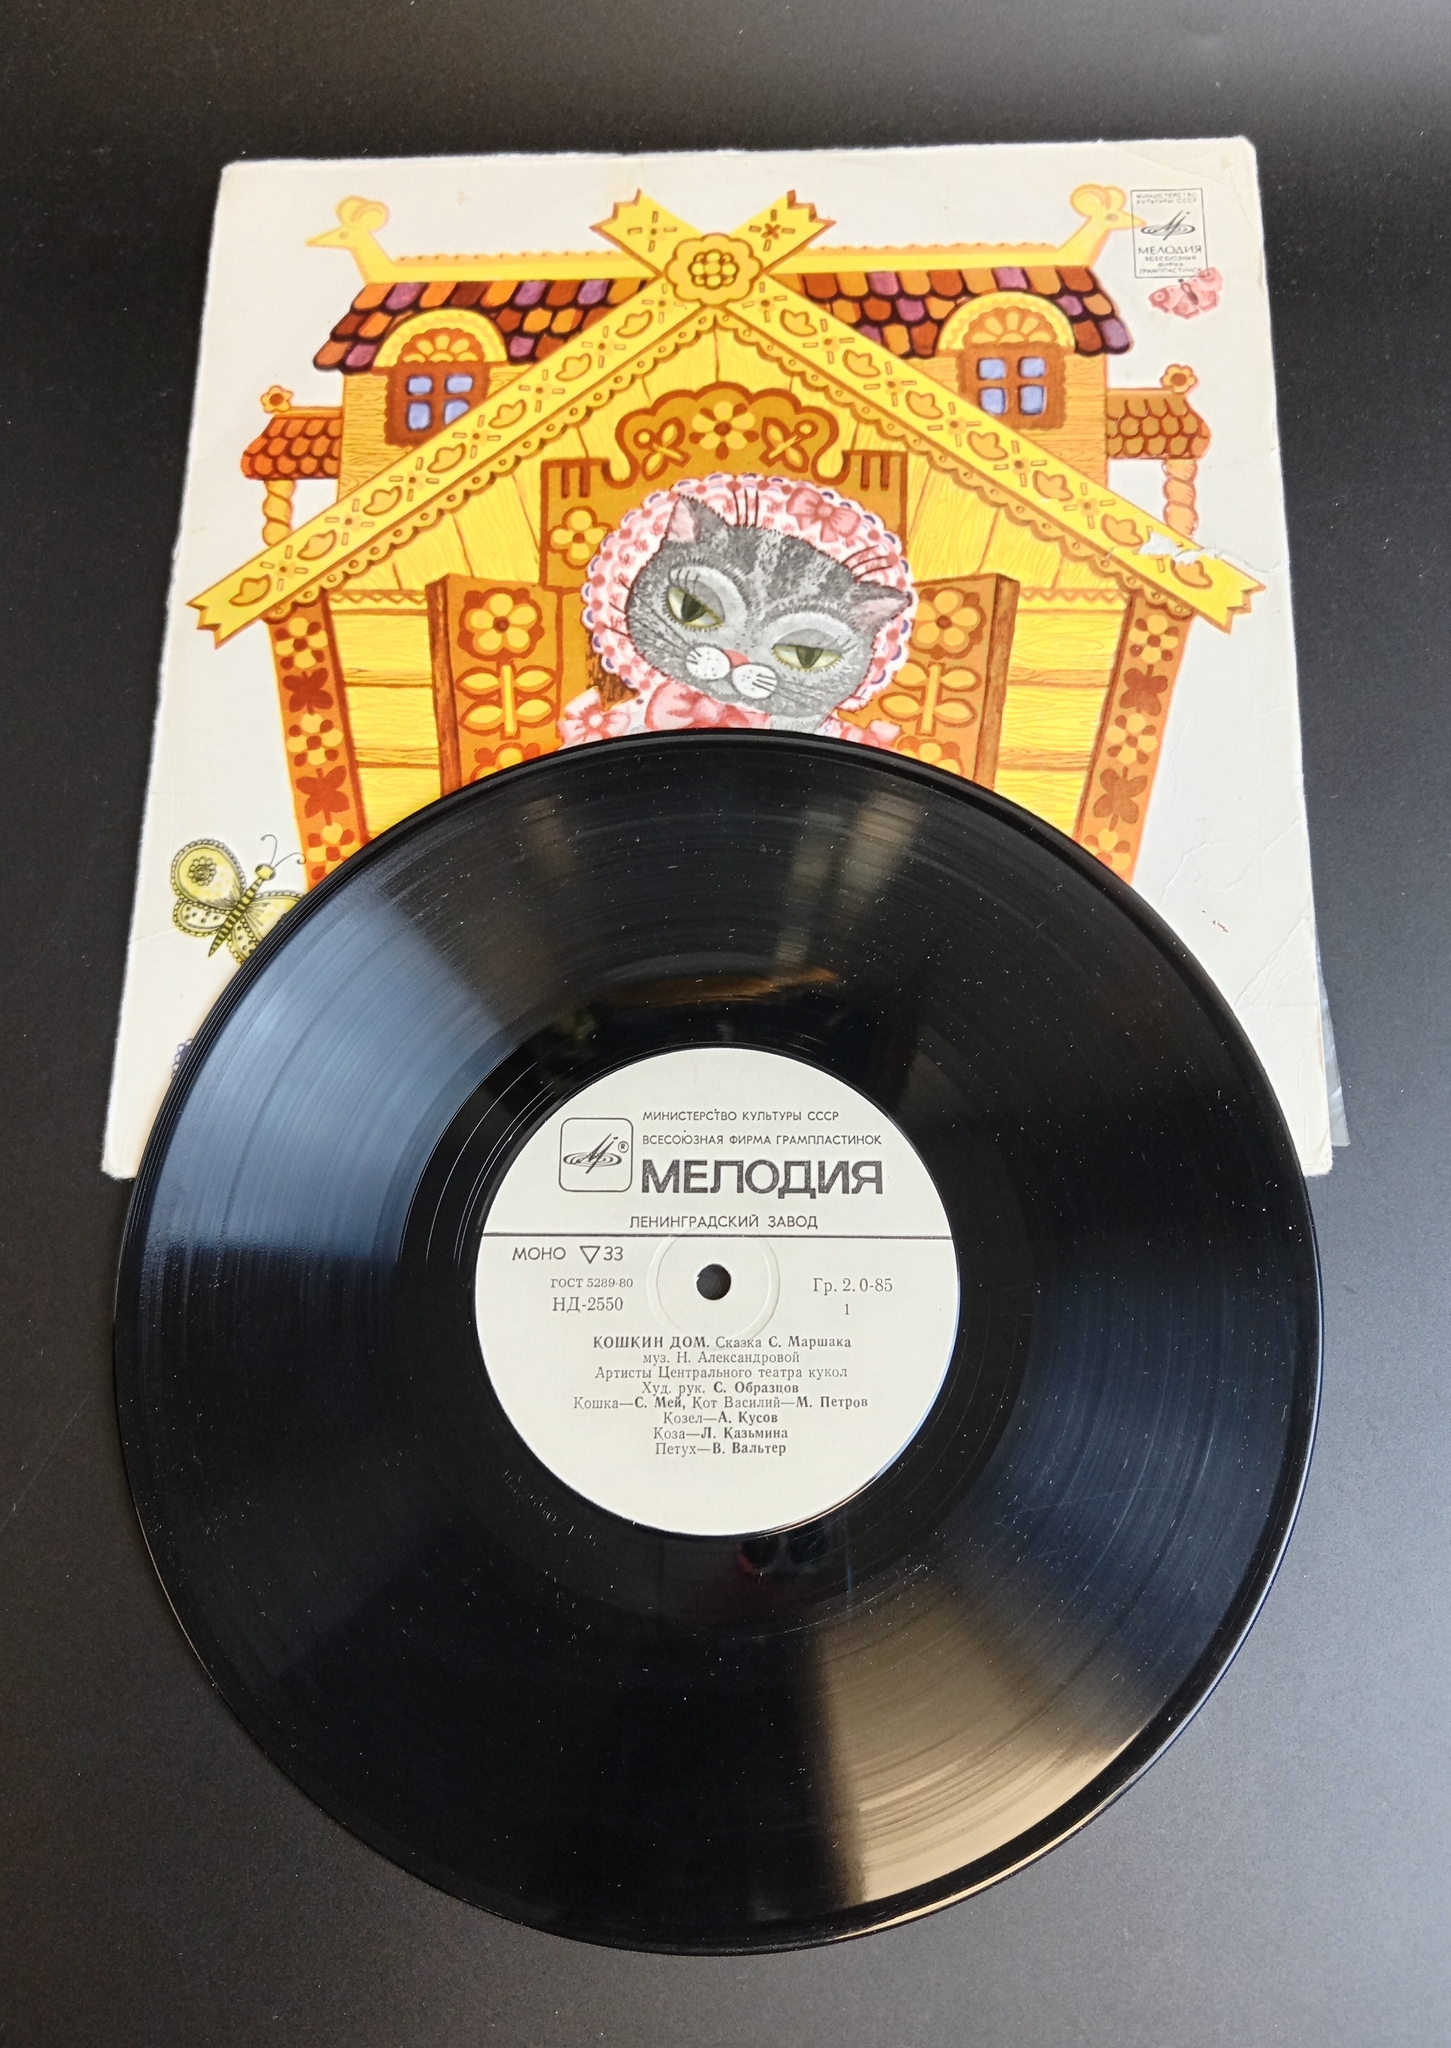 МИНИСТЕРСТВО
КУЛЬТУРЫ СССР
МЕЛОДИЯ
ВСЕСОЮЗНАЯ
ФИРМА
ГРАМПЛАСТИНОК
МИНИСТЕРСТВО КУЛЬТУРЫ СССР
ВСЕСОЮЗНАЯ ФИРМА ГРАМПЛАСТИНОК
®
МЕЛОДИЯ
ЛЕНИНГРАДСКИЙ ЗАВОД
МОНО ▽33
ГОСТ 5289-80
НД-2550
Гр. 2. 0-85
1
КОШКИН ДОМ. Сказка С. Маршака
муз. Н. Александровой
Артисты Центрального театра кукол
Худ. рук. С. Образцов
Кошка—С. Мей, Кот Василий—М. Петров
Козел—А. Кусов
Коза—Л. Казьмина
Петух—В. Вальтер